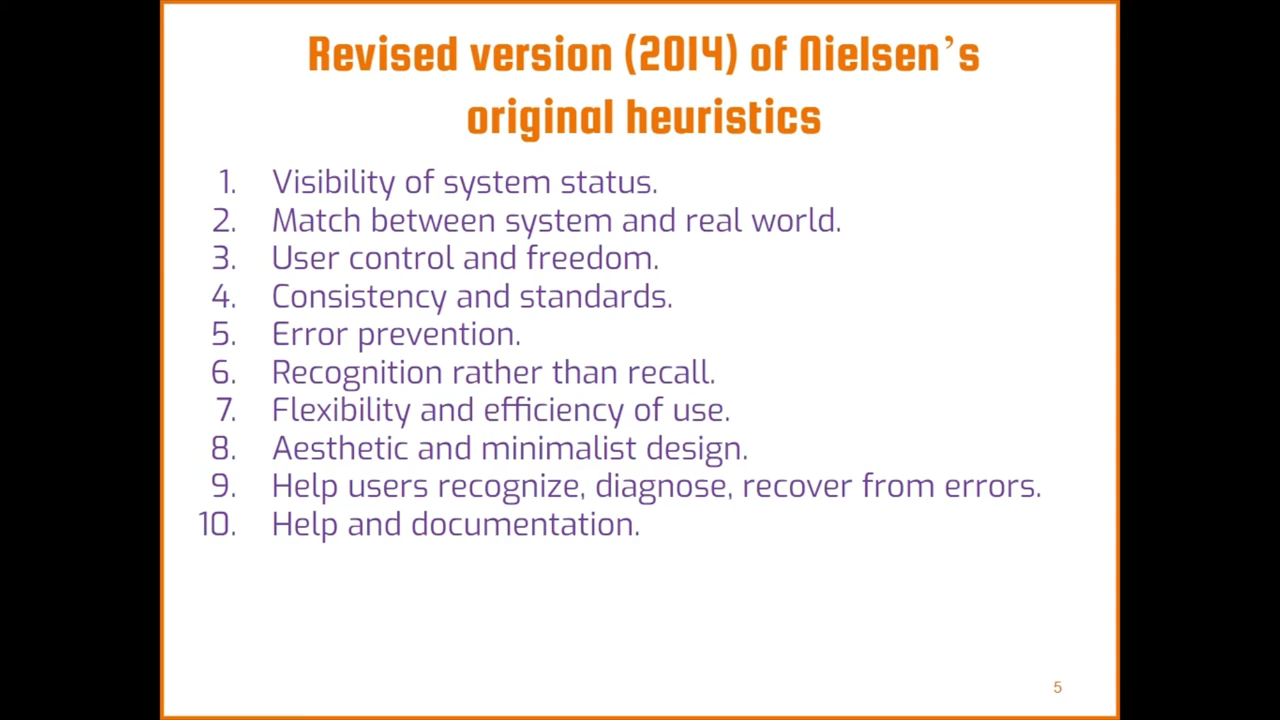 Revised version (2014) of Nielsen’s
original heuristics
1. Visibility of system status.
2. Match between system and real world.
3. User control and freedom.
4. Consistency and standards.
5. Error prevention.
6. Recognition rather than recall.
7. Flexibility and efficiency of use.
8. Aesthetic and minimalist design.
9. Help users recognize, diagnose, recover from errors.
10. Help and documentation.
5